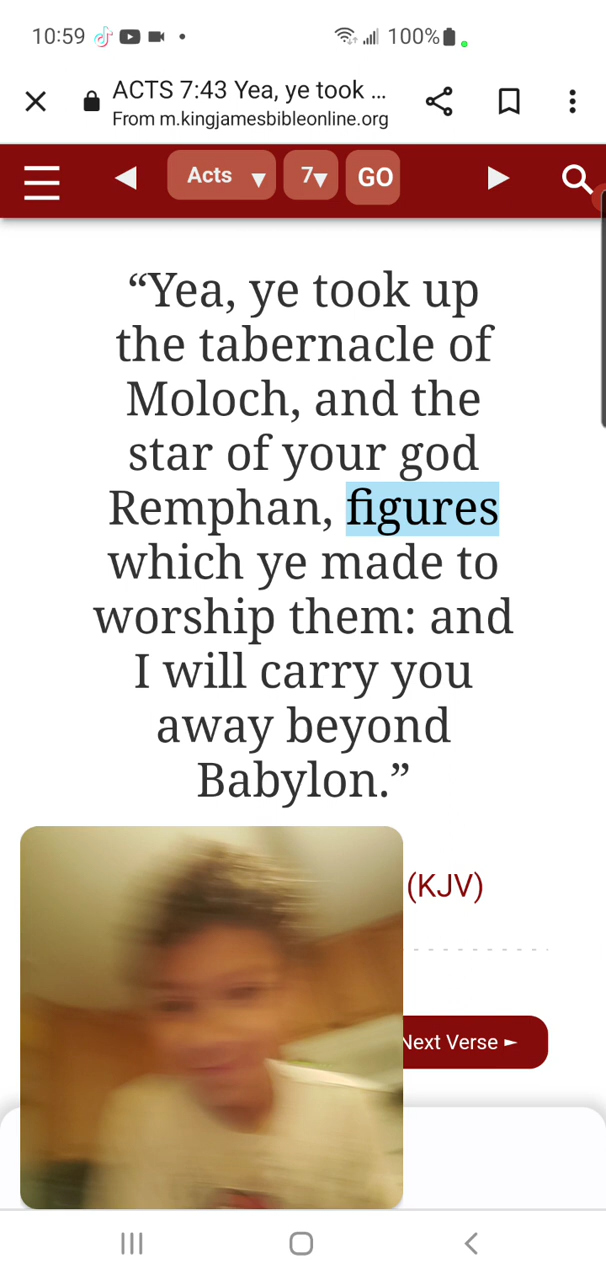 10:59 100%
ACTS 7:43 Yea, ye took ...
From m.kingjamesbibleonline.org
Acts 7 GO
“Yea, ye took up
the tabernacle of
Moloch, and the
star of your god
Remphan, figures
which ye made to
worship them: and
I will carry you
away beyond
Babylon.”
(KJV)
Next Verse ►